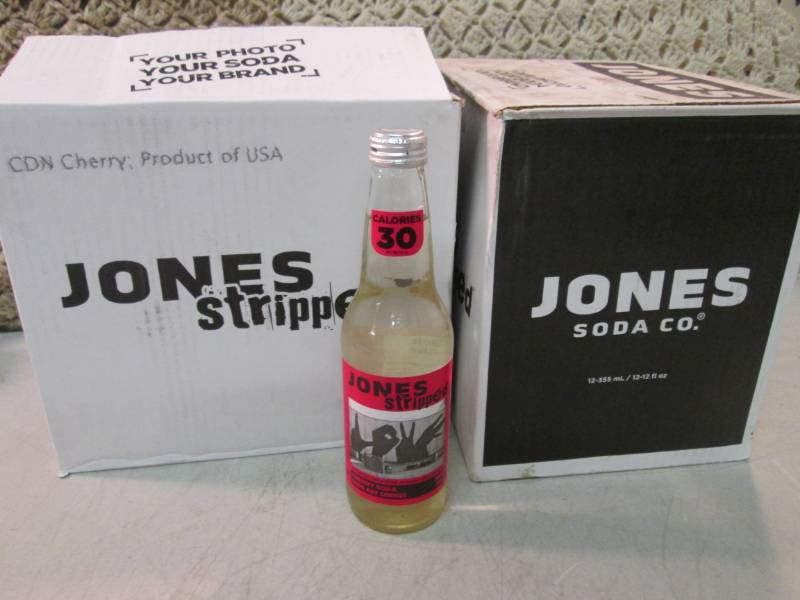 YOUR PHOTO
YOUR SODA
YOUR BRAND
CDN Cherry; Product of USA
JONES
strippe
CALORIES
30
JONES
stripped
JONES
SODA CO.®
12-355 mL / 12-12 fl oz
ed